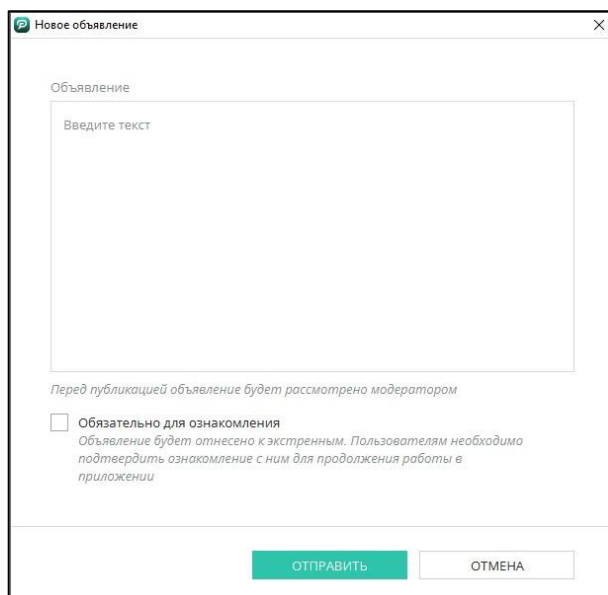 Новое объявление
Объявление
Введите текст
Перед публикацией объявление будет рассмотрено модератором
Обязательно для ознакомления
Объявление будет отнесено к экстренным. Пользователям необходимо
подтвердить ознакомление с ним для продолжения работы в
приложении
ОТПРАВИТЬ
ОТМЕНА